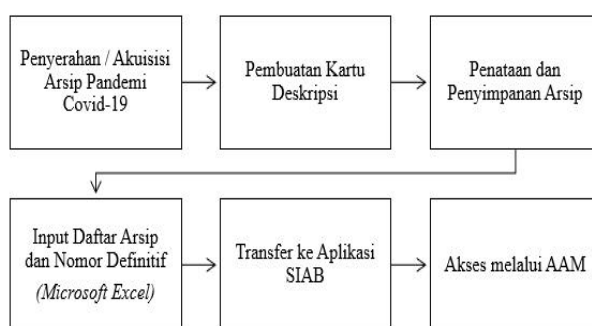 Penyerahan / Akuisisi
Arsip Pandemi
Covid-19
Pembuatan Kartu
Deskripsi
Penataan dan
Penyimpanan Arsip
Input Daftar Arsip
dan Nomor Definitif
(Microsoft Excel)
Transfer ke Aplikasi
SIAB
Akses melalui AAM